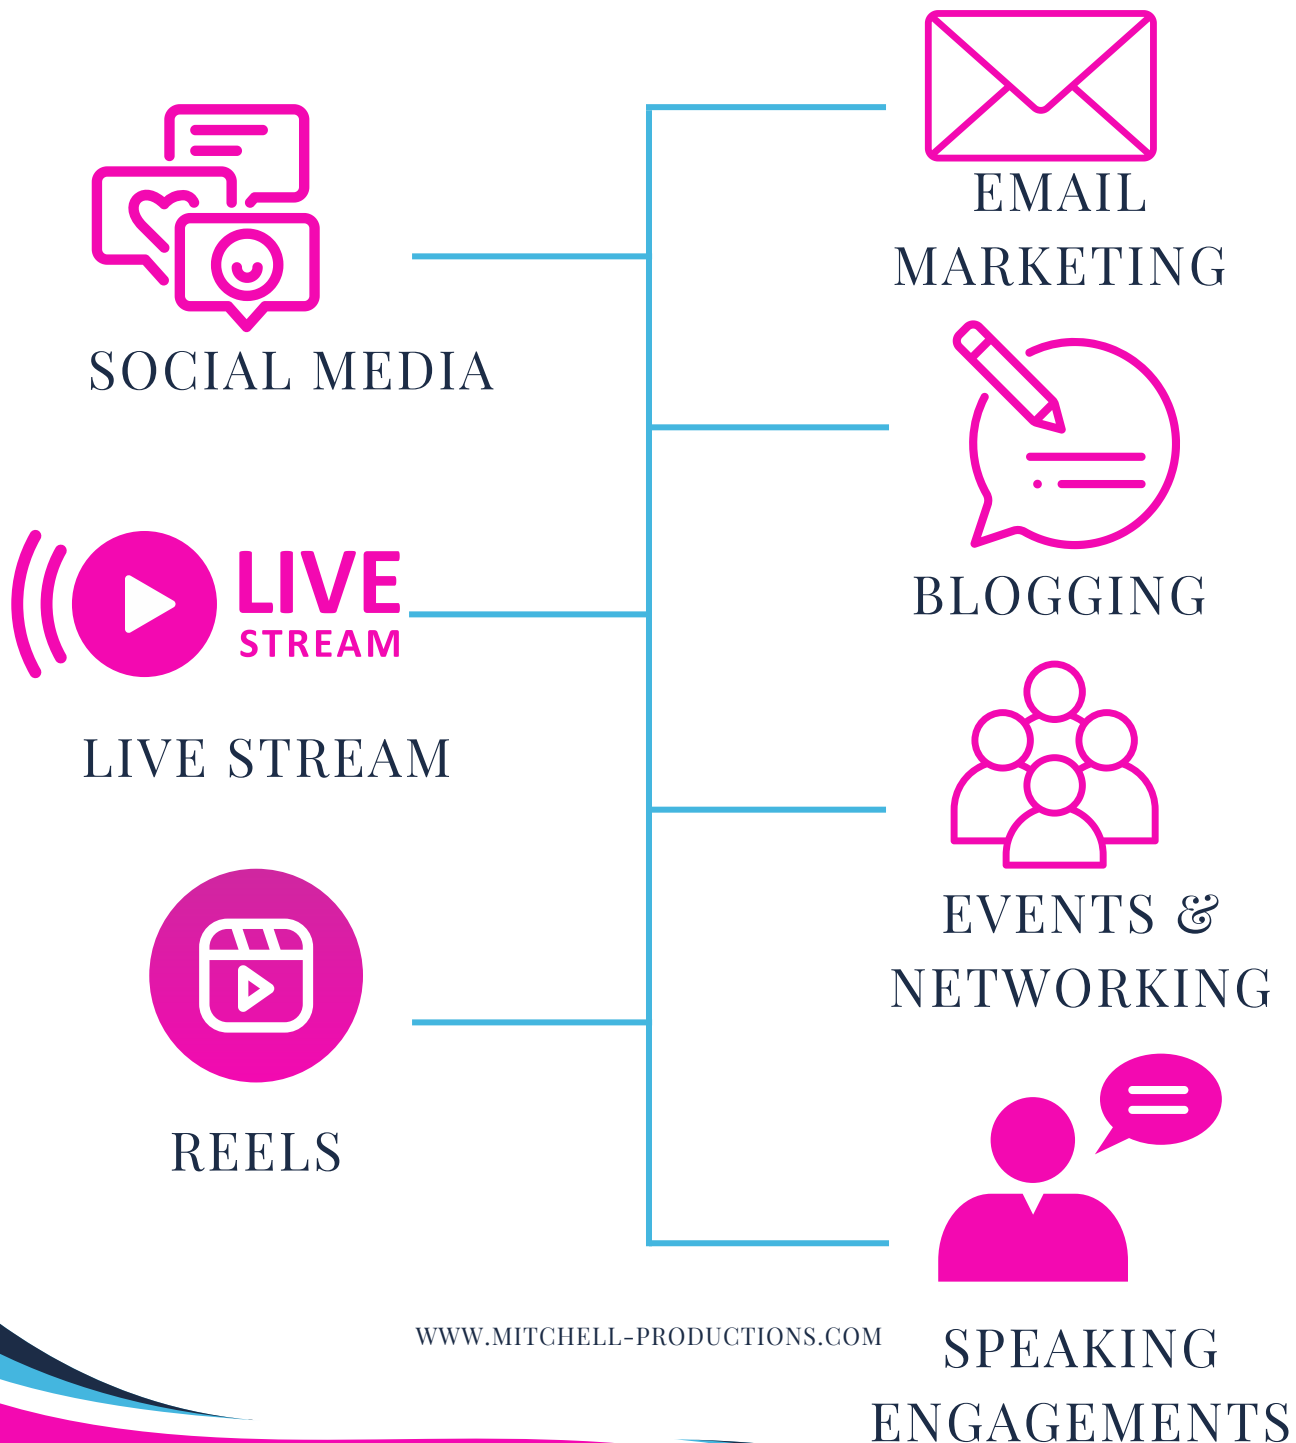 SOCIAL MEDIA
LIVE
STREAM
LIVE STREAM
REELS
EMAIL
MARKETING
BLOGGING
EVENTS &
NETWORKING
SPEAKING
ENGAGEMENTS
WWW.MITCHELL-PRODUCTIONS.COM